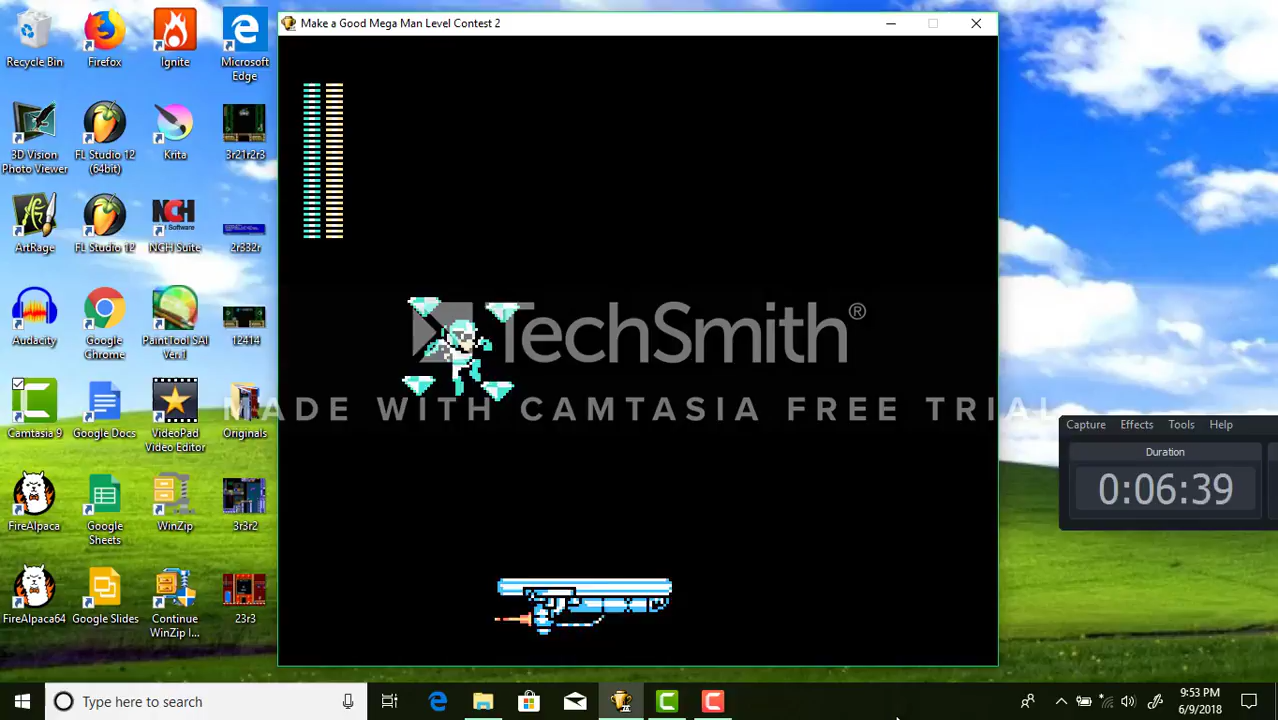 Make a Good Mega Man Level Contest 2
Recycle Bin
Firefox
Ignite
Microsoft
Edge
3D Vision
Photo Viewer
FL Studio 12
(64bit)
Krita
3r21r2r3
ArtRage
FL Studio 12
NCH
Software
NCH Suite
2r332r
Audacity
Google
Chrome
PaintTool SAI
Ver.1
12414
Camtasia 9
Google Docs
VideoPad
Video Editor
Originals
FireAlpaca
Google
Sheets
WinZip
3r3r2
FireAlpaca64
Google Slides
Continue
WinZip I...
23r3
TechSmith®
MADE WITH CAMTASIA FREE TRIAL
Capture Effects Tools Help
Duration
0:06:39
Type here to search
9:53 PM
6/9/2018